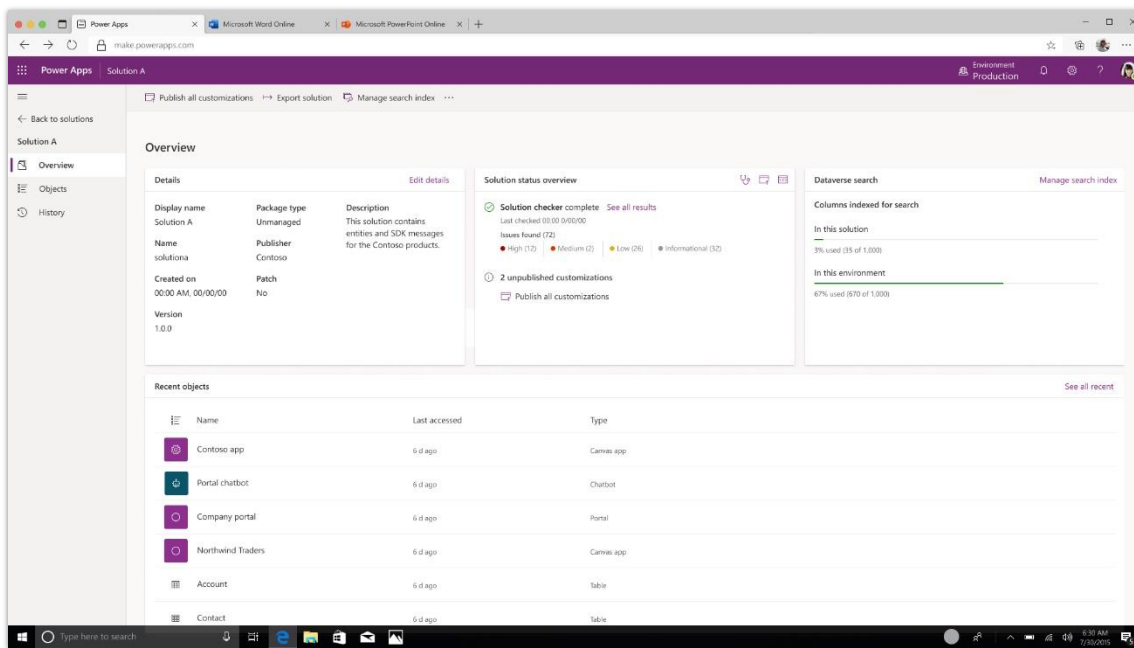 Power Apps
Microsoft Word Online
Microsoft PowerPoint Online
make.powerapps.com
Power Apps Solution A
Environment
Production
Back to solutions
Solution A
Overview
Objects
History
Publish all customizations Export solution Manage search index
Overview
Details Edit details
Display name
Solution A
Name
solutiona
Created on
00:00 AM, 00/00/00
Version
1.0.0
Package type
Unmanaged
Publisher
Contoso
Patch
No
Description
This solution contains
entities and SDK messages
for the Contoso products.
Solution status overview
Solution checker complete See all results
Last checked 00:00 0/00/00
Issues found (72)
High (12) Medium (2) Low (26) Informational (32)
2 unpublished customizations
Publish all customizations
Dataverse search Manage search index
Columns indexed for search
In this solution
3% used (35 of 1,000)
In this environment
67% used (670 of 1,000)
Recent objects See all recent
Name Last accessed Type
Contoso app 6 d ago Canvas app
Portal chatbot 6 d ago Chatbot
Company portal 6 d ago Portal
Northwind Traders 6 d ago Canvas app
Account 6 d ago Table
Contact 6 d ago Table
Type here to search
6:30 AM
7/30/2015